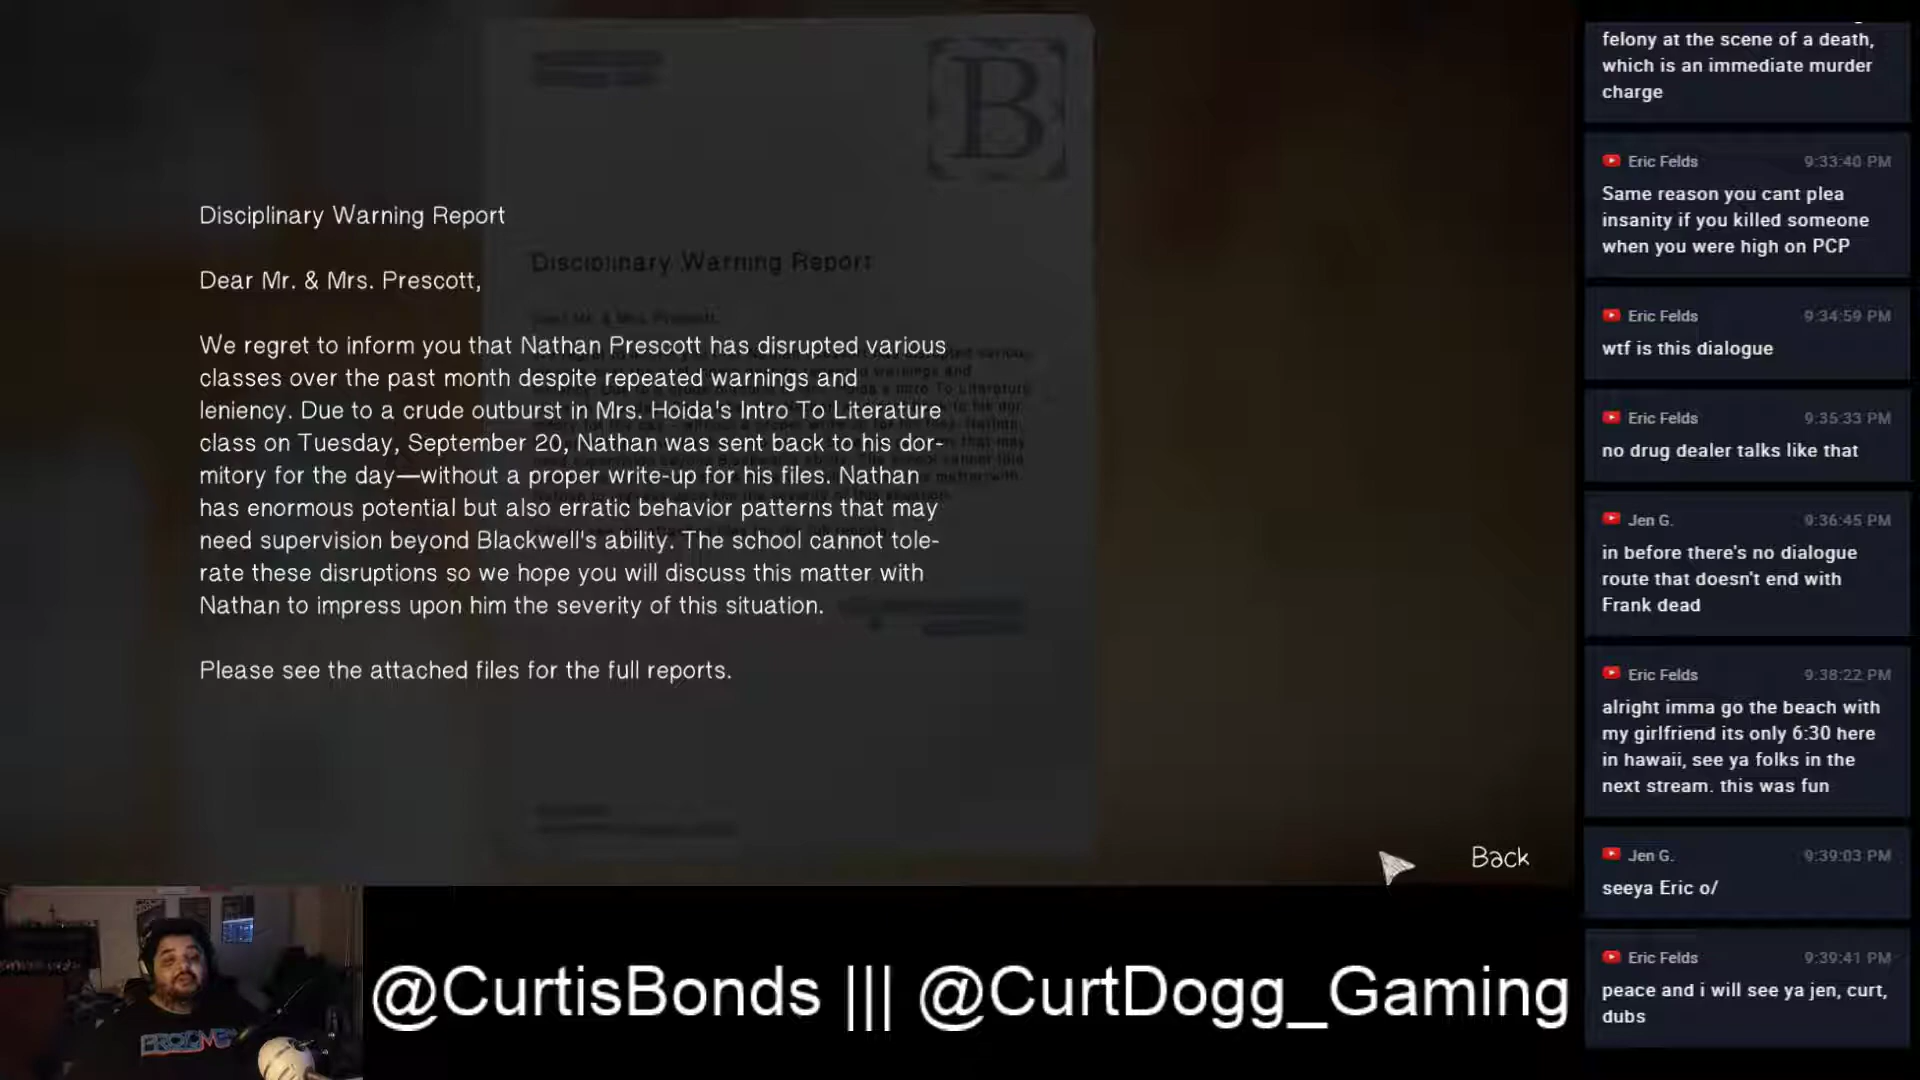 Disciplinary Warning Report
Dear Mr. & Mrs. Prescott,
We regret to inform you that Nathan Prescott has disrupted various
classes over the past month despite repeated warnings and
leniency. Due to a crude outburst in Mrs. Hoida's Intro To Literature
class on Tuesday, September 20, Nathan was sent back to his dor-
mitory for the day—without a proper write-up for his files. Nathan
has enormous potential but also erratic behavior patterns that may
need supervision beyond Blackwell's ability. The school cannot tole-
rate these disruptions so we hope you will discuss this matter with
Nathan to impress upon him the severity of this situation.
Please see the attached files for the full reports.
B
Disciplinary Warning Report
Back
felony at the scene of a death,
which is an immediate murder
charge
Eric Felds 9:33:40 PM
Same reason you cant plea
insanity if you killed someone
when you were high on PCP
Eric Felds 9:34:59 PM
wtf is this dialogue
Eric Felds 9:35:33 PM
no drug dealer talks like that
Jen G. 9:36:45 PM
in before there's no dialogue
route that doesn't end with
Frank dead
Eric Felds 9:38:22 PM
alright imma go the beach with
my girlfriend its only 6:30 here
in hawaii, see ya folks in the
next stream. this was fun
Jen G. 9:39:03 PM
seeya Eric o/
Eric Felds 9:39:41 PM
peace and i will see ya jen, curt,
dubs
@CurtisBonds ||| @CurtDogg_Gaming